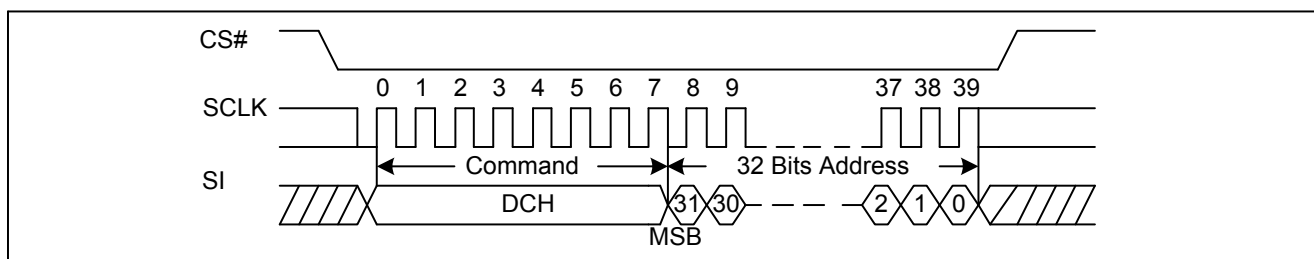 CS#
0 1 2 3 4 5 6 7 8 9 37 38 39
SCLK
Command 32 Bits Address
SI
DCH 31 30 2 1 0
MSB